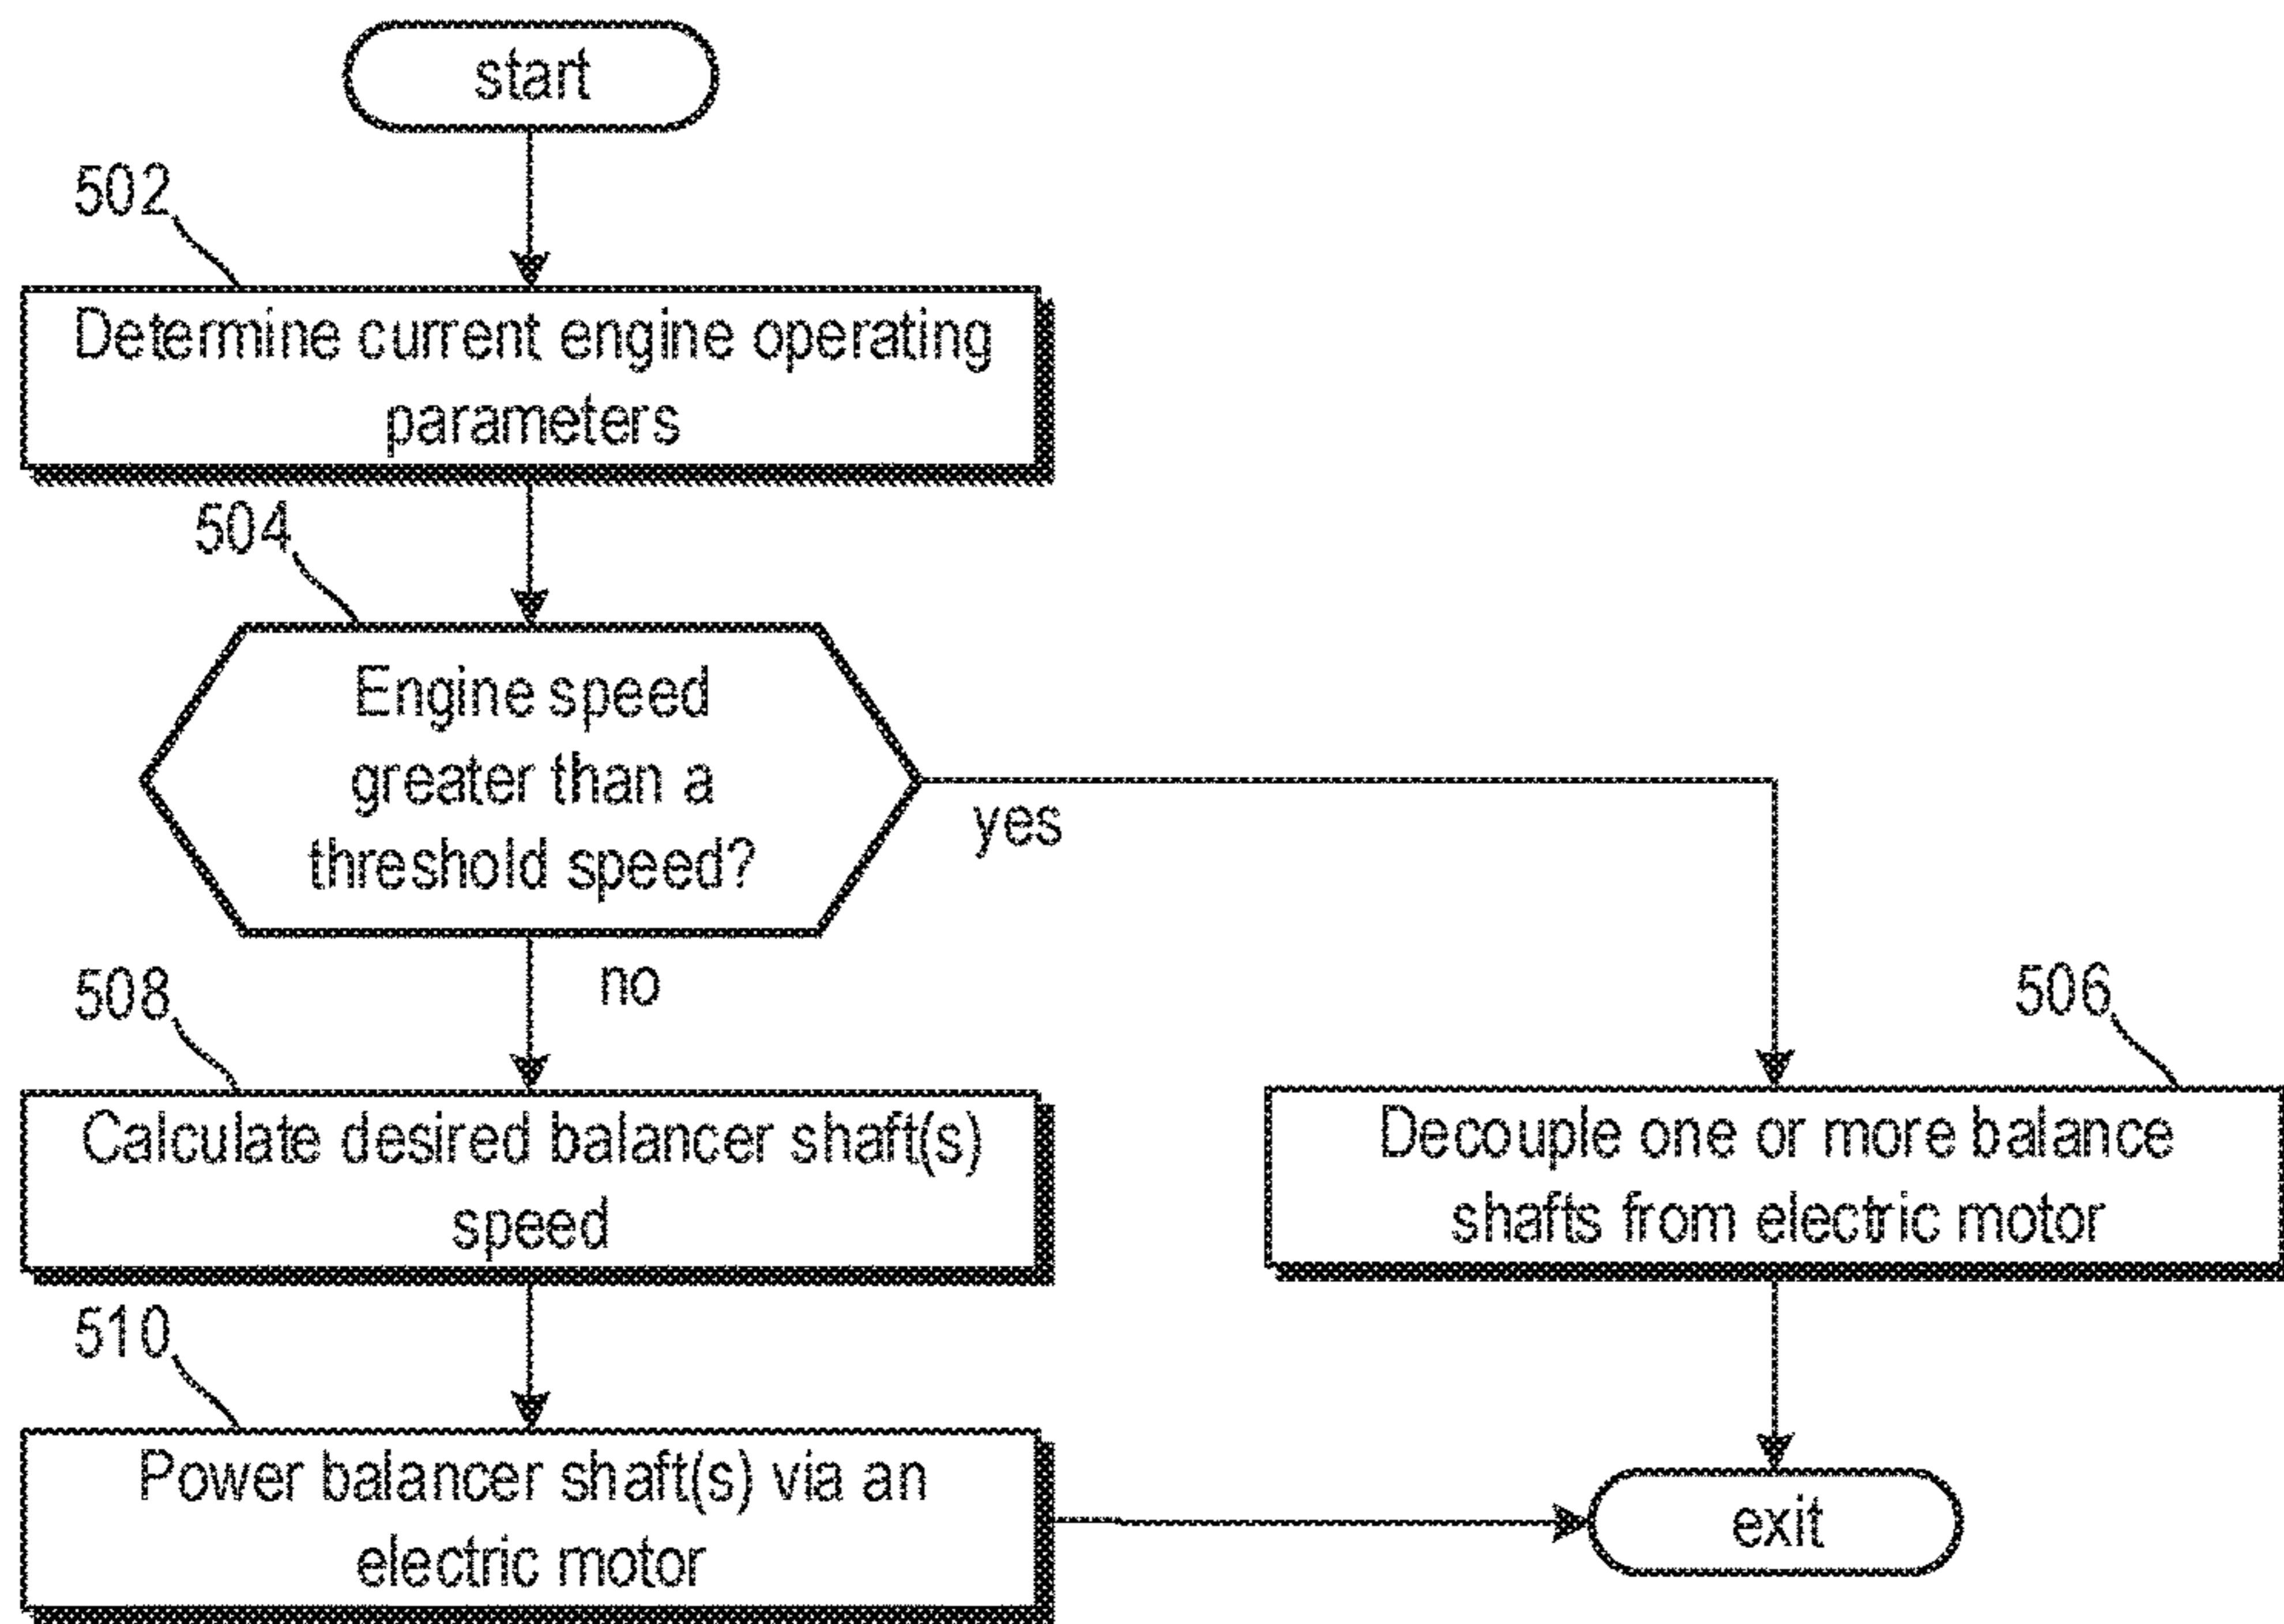 start
502
Determine current engine operating
parameters
504
Engine speed
greater than a
threshold speed?
yes
no
508
Calculate desired balancer shaft(s)
speed
506
Decouple one or more balance
shafts from electric motor
510
Power balancer shaft(s) via an
electric motor
exit